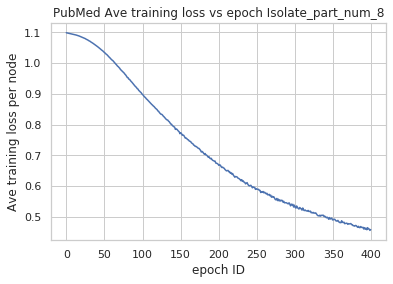 PubMed Ave training loss vs epoch Isolate_part_num_8
Ave training loss per node
1.1
1.0
0.9
0.8
0.7
0.6
0.5
0 50 100 150 200 250 300 350 400
epoch ID